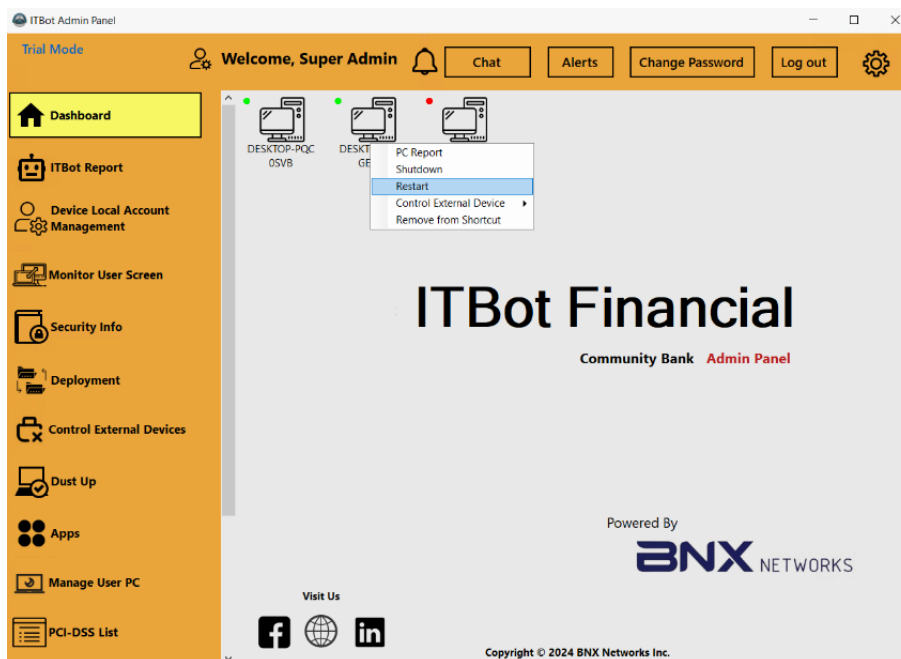 ITBot Admin Panel
Trial Mode
Welcome, Super Admin
Chat
Alerts
Change Password
Log out
Dashboard
ITBot Report
Device Local Account
Management
Monitor User Screen
Security Info
Deployment
Control External Devices
Dust Up
Apps
Manage User PC
PCI-DSS List
DESKTOP-PQC
0SVB
DESKT
GE
PC Report
Shutdown
Restart
Control External Device
Remove from Shortcut
ITBot Financial
Community Bank Admin Panel
Powered By
BNX NETWORKS
Visit Us
Copyright © 2024 BNX Networks Inc.